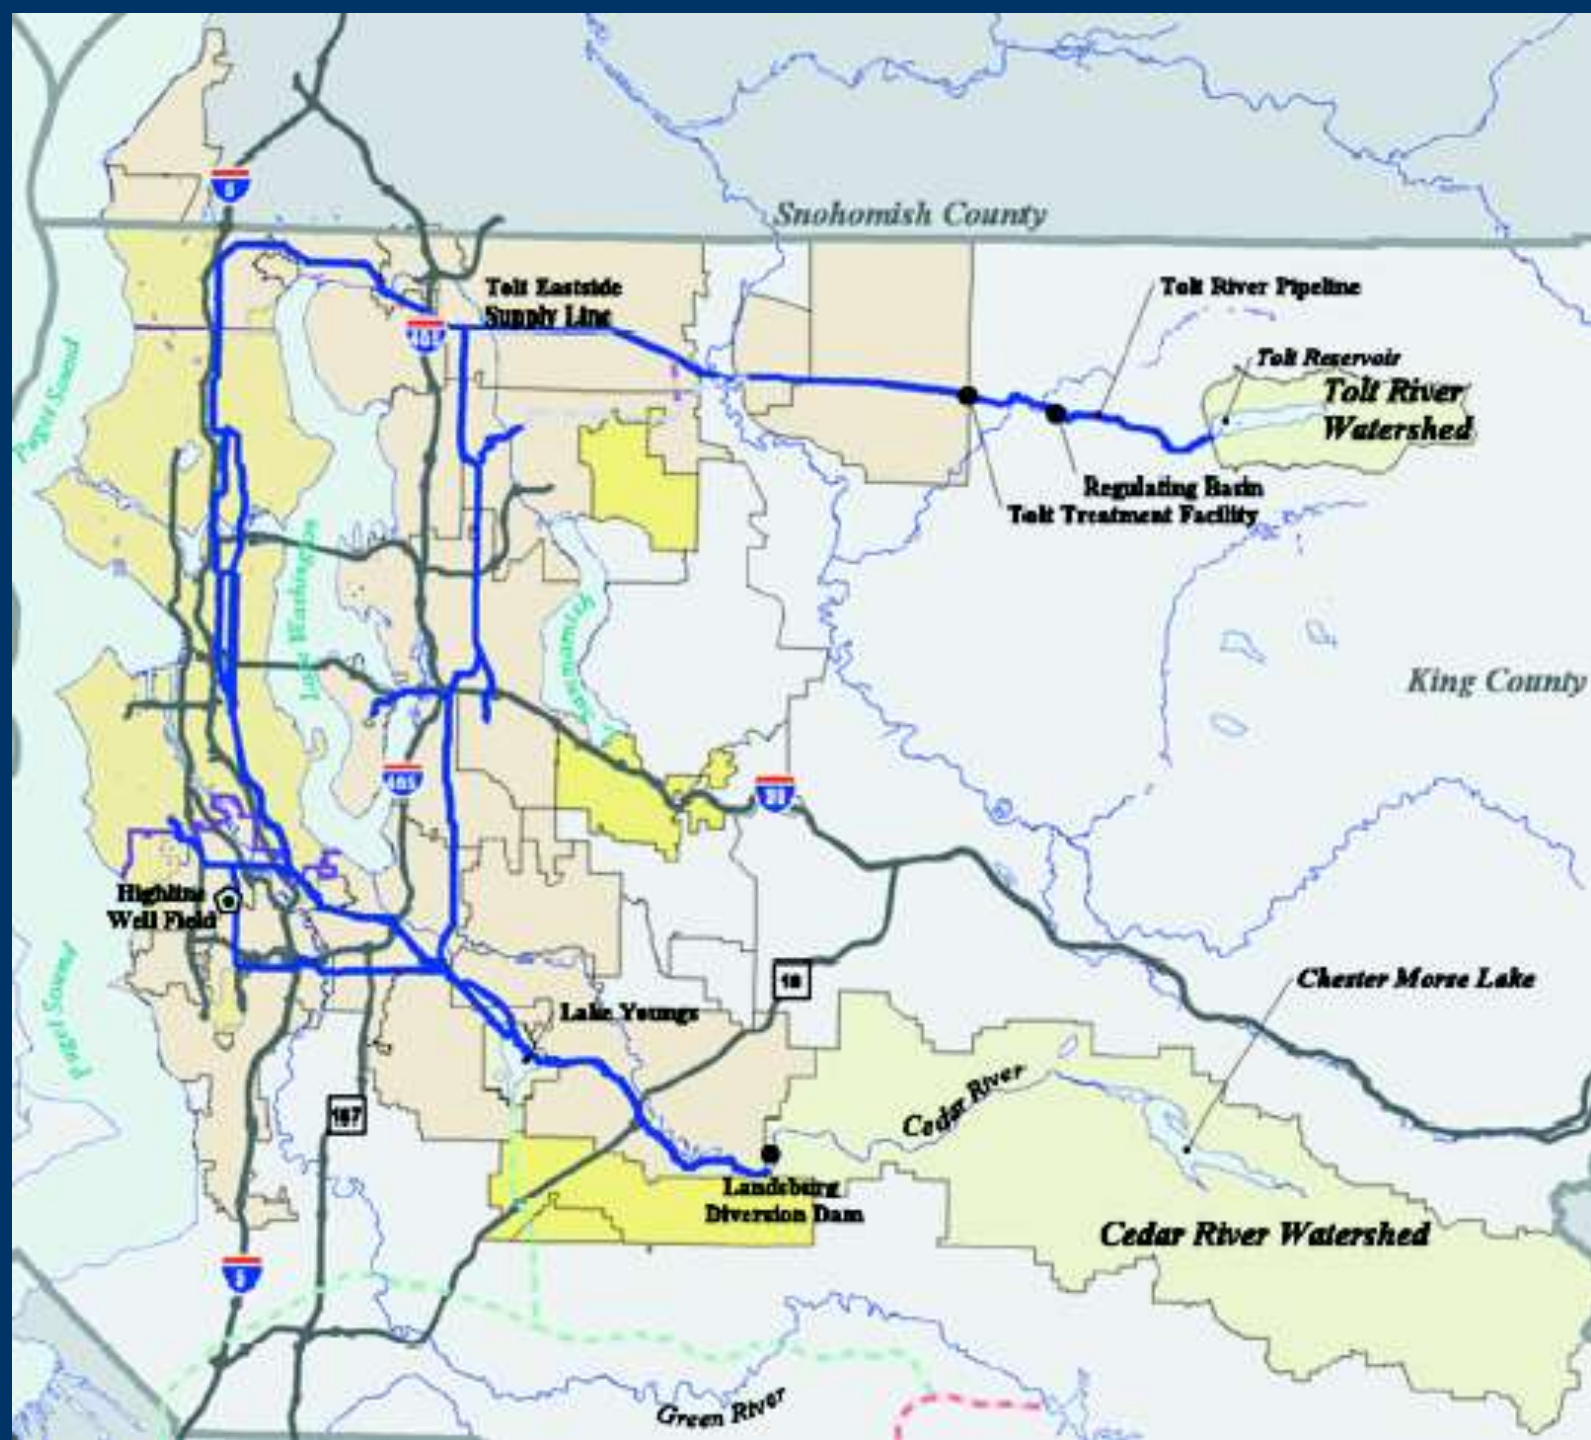 5
Snohomish County
Tolt Eastside
Supply Line
405
Tolt River Pipeline
Tolt Reservoir
Tolt River
Watershed
Puget Sound
Regulating Basin
Tolt Treatment Facility
Lake Washington
Sammamish
King County
405
90
Highline
Well Field
Puget Sound
18
Chester Morse Lake
Lake Youngs
Cedar River
167
Landsburg
Diversion Dam
Cedar River Watershed
5
Green River